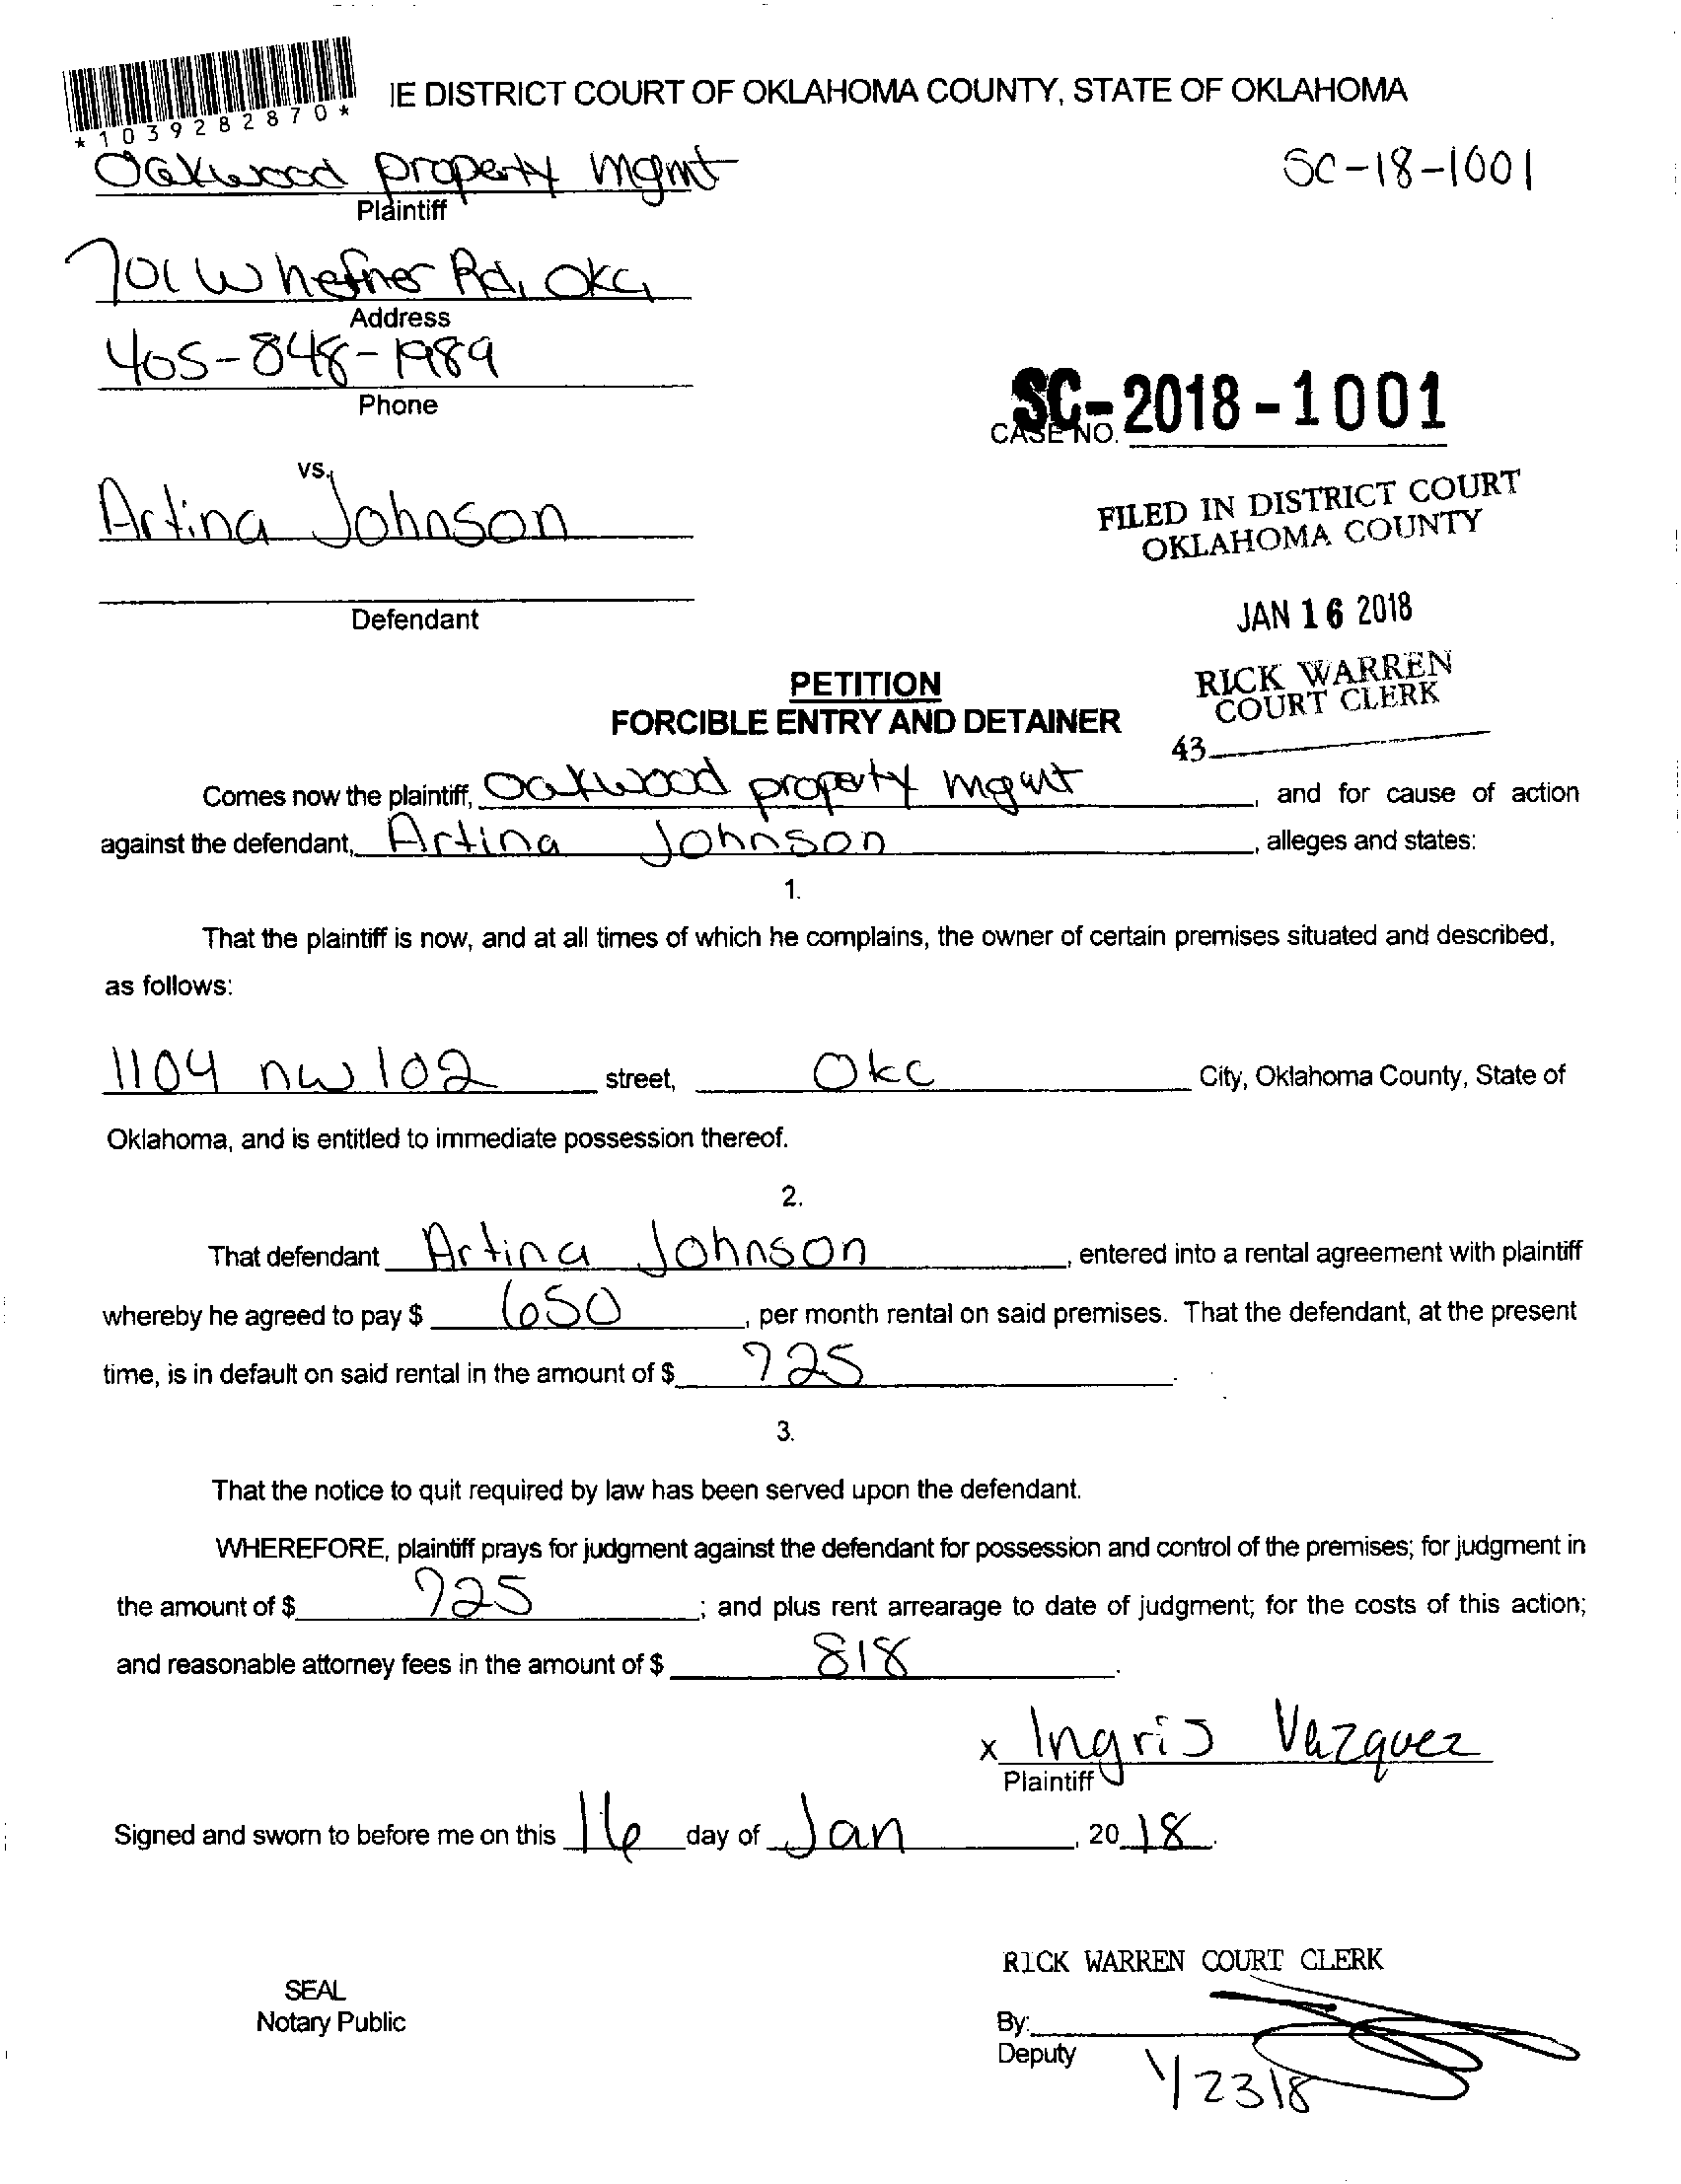 *1039282870*
IE DISTRICT COURT OF OKLAHOMA COUNTY, STATE OF OKLAHOMA
Oakwood property mgmt
SC-18-1001
Plaintiff
701 W hefner Rd, OKC,
Address
405-848-1989
Phone
CASE NO. SC-2018-1001
vs.
Artina Johnson
FILED IN DISTRICT COURT
OKLAHOMA COUNTY
Defendant
JAN 16 2018
RICK WARREN
COURT CLERK
43
PETITION
FORCIBLE ENTRY AND DETAINER
Comes now the plaintiff, Oakwood property mgmt, and for cause of action
against the defendant, Artina Johnson, alleges and states:
1.
That the plaintiff is now, and at all times of which he complains, the owner of certain premises situated and described,
as follows:
1104 nw 102 street, Okc City, Oklahoma County, State of
Oklahoma, and is entitled to immediate possession thereof.
2.
That defendant Artina Johnson, entered into a rental agreement with plaintiff
whereby he agreed to pay $ 650, per month rental on said premises. That the defendant, at the present
time, is in default on said rental in the amount of $ 725.
3.
That the notice to quit required by law has been served upon the defendant.
WHEREFORE, plaintiff prays for judgment against the defendant for possession and control of the premises; for judgment in
the amount of $ 725; and plus rent arrearage to date of judgment; for the costs of this action;
and reasonable attorney fees in the amount of $ 818.
x Ingris Vazquez
Plaintiff
Signed and sworn to before me on this 16 day of Jan, 2018.
RICK WARREN COURT CLERK
SEAL
Notary Public
By:
Deputy
1/2318